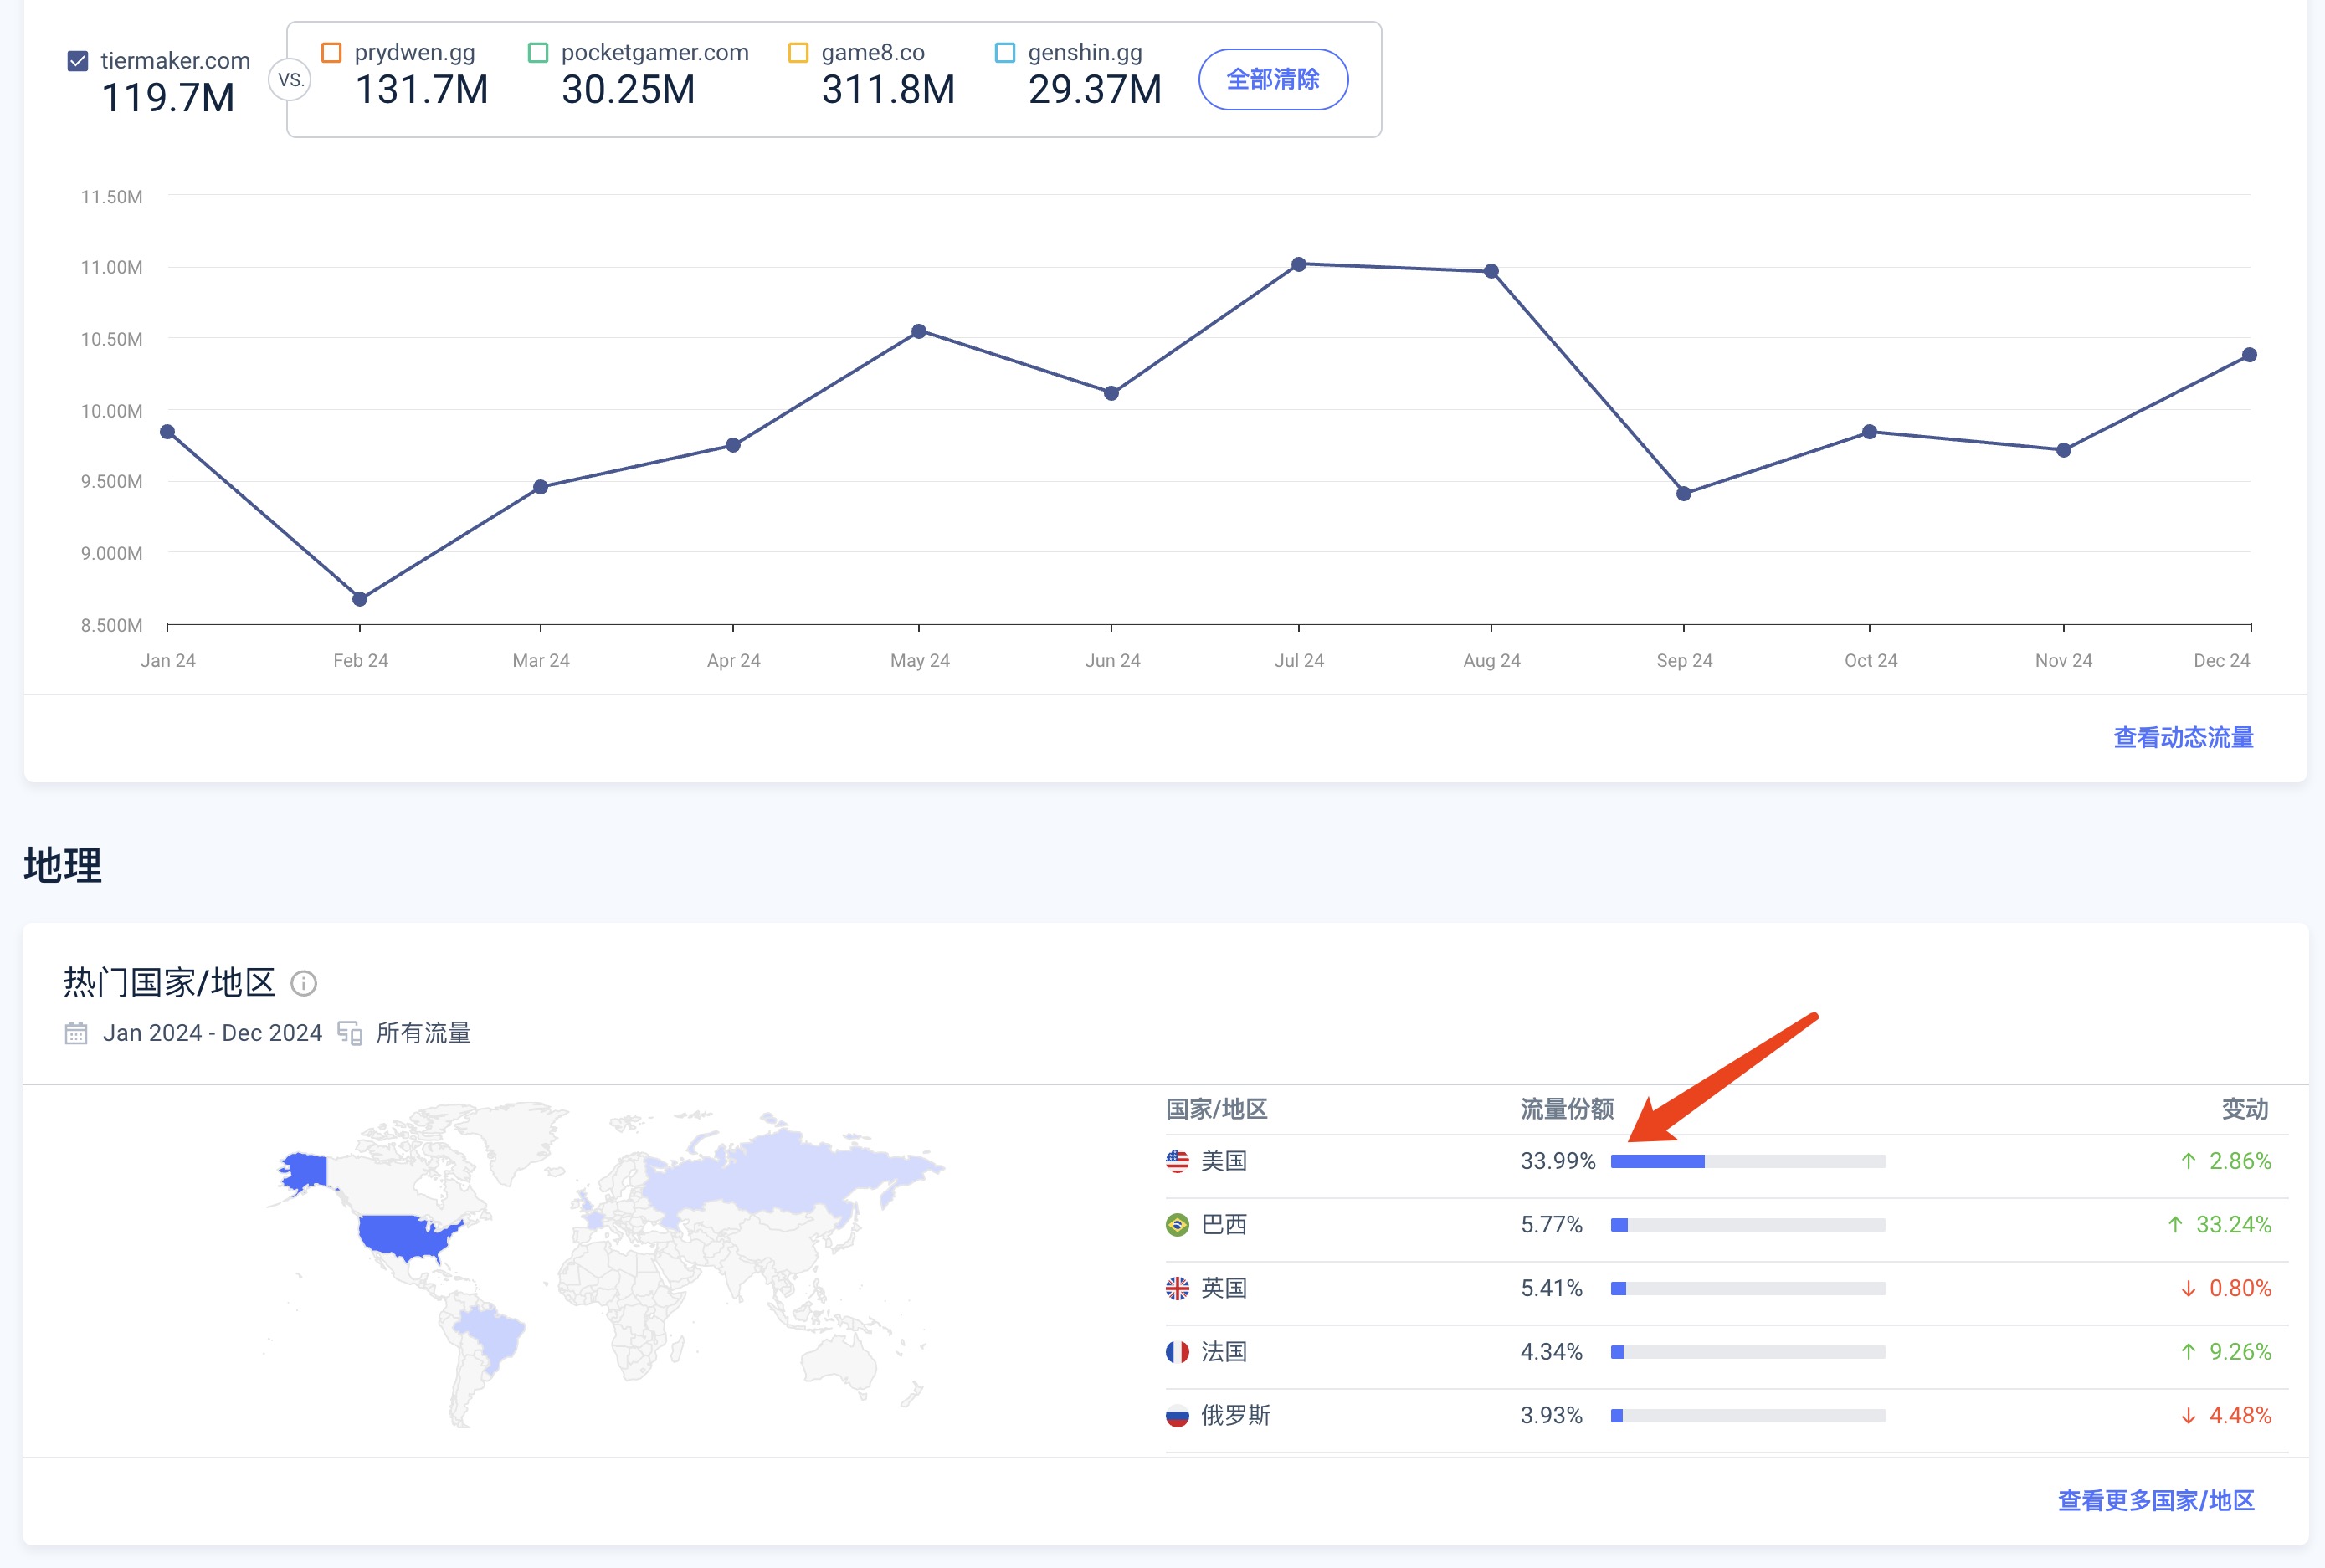 tiermaker.com
119.7M
VS.
prydwen.gg
131.7M
pocketgamer.com
30.25M
game8.co
311.8M
genshin.gg
29.37M
全部清除
11.50M
11.00M
10.50M
10.00M
9.500M
9.000M
8.500M
Jan 24 Feb 24 Mar 24 Apr 24 May 24 Jun 24 Jul 24 Aug 24 Sep 24 Oct 24 Nov 24 Dec 24
查看动态流量
地理
热门国家/地区
Jan 2024 - Dec 2024 所有流量
国家/地区 流量份额 变动
美国 33.99% ↑ 2.86%
巴西 5.77% ↑ 33.24%
英国 5.41% ↓ 0.80%
法国 4.34% ↑ 9.26%
俄罗斯 3.93% ↓ 4.48%
查看更多国家/地区